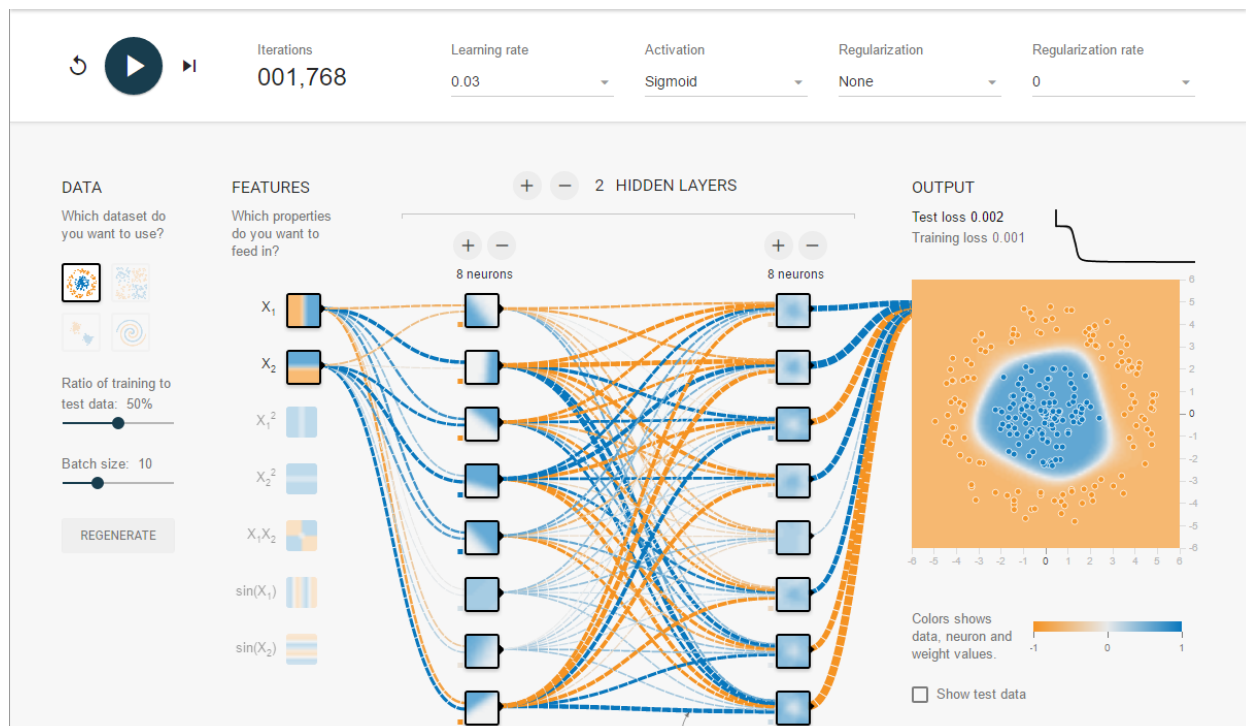 Iterations
001,768
Learning rate
0.03
Activation
Sigmoid
Regularization
None
Regularization rate
0
DATA
Which dataset do
you want to use?
Ratio of training to
test data: 50%
Batch size: 10
REGENERATE
FEATURES
Which properties
do you want to
feed in?
X₁
X₂
X₁²
X₂²
X₁X₂
sin(X₁)
sin(X₂)
2 HIDDEN LAYERS
8 neurons
8 neurons
OUTPUT
Test loss 0.002
Training loss 0.001
6
5
4
3
2
1
0
-1
-2
-3
-4
-5
-6
-6 -5 -4 -3 -2 -1 0 1 2 3 4 5 6
Colors shows
data, neuron and
weight values.
-1 0 1
Show test data